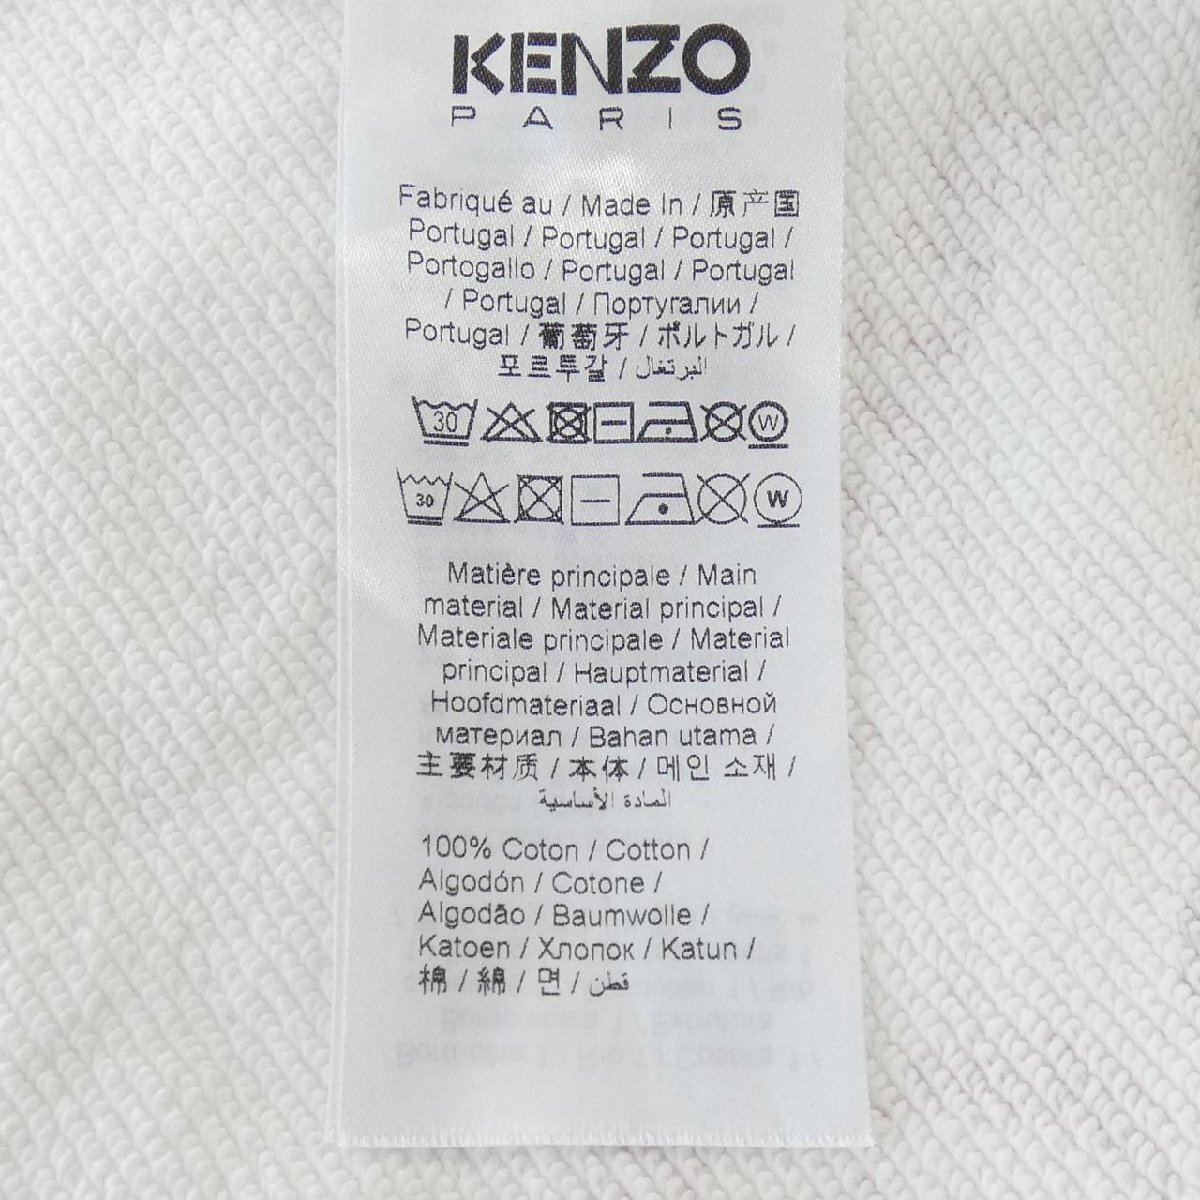 KENZO
PARIS
Fabriqué au / Made In / 原产国
Portugal / Portugal / Portugal /
Portogallo / Portugal / Portugal
/ Portugal / Португалии /
Portugal / 葡萄牙 / ポルトガル /
포르투갈 / البرتغال
30 W
30 W
Matière principale / Main
material / Material principal /
Materiale principale / Material
principal / Hauptmaterial /
Hoofdmateriaal / Основной
материал / Bahan utama /
主要材质 / 本体 / 메인 소재 /
المادة الأساسية
100% Coton / Cotton /
Algodón / Cotone /
Algodão / Baumwolle /
Katoen / Хлопок / Katun /
棉 / 綿 / 면 / قطن